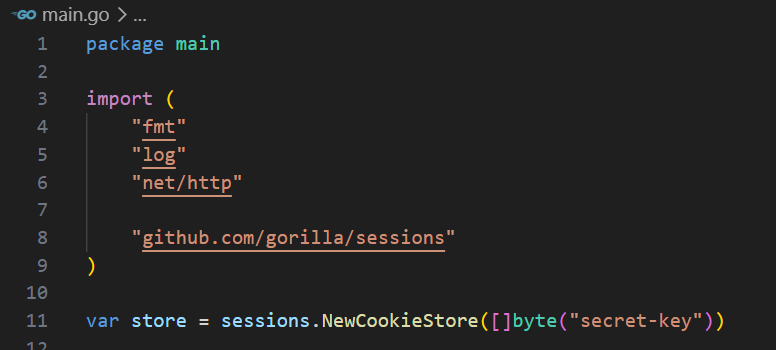 GO main.go > ...
1 package main
2
3 import (
4 "fmt"
5 "log"
6 "net/http"
7
8 "github.com/gorilla/sessions"
9 )
10
11 var store = sessions.NewCookieStore([]byte("secret-key"))
12